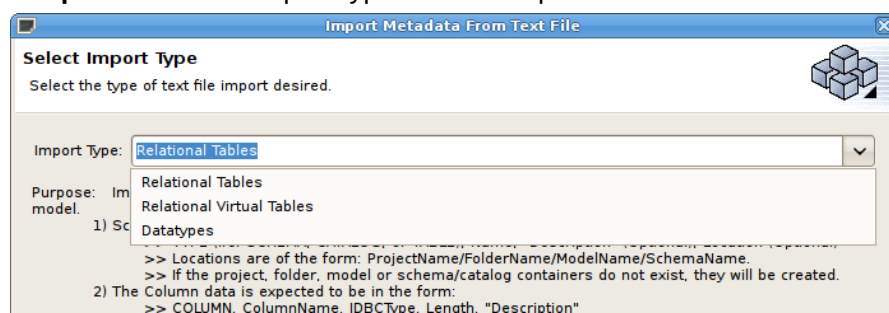 Import Metadata From Text File
Select Import Type
Select the type of text file import desired.
Import Type: Relational Tables
Relational Tables
Purpose: Im
Relational Virtual Tables
model.
1) Sc
Datatypes
>> Locations are of the form: ProjectName/FolderName/ModelName/SchemaName.
>> If the project, folder, model or schema/catalog containers do not exist, they will be created.
2) The Column data is expected to be in the form:
>> COLUMN, ColumnName, JDBCType, Length, "Description"